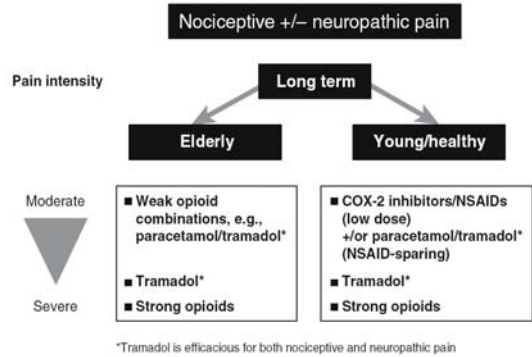 Nociceptive +/– neuropathic pain
Pain intensity
Long term
Elderly
Young/healthy
Moderate
Severe
■ Weak opioid
combinations, e.g.,
paracetamol/tramadol*
■ Tramadol*
■ Strong opioids
■ COX-2 inhibitors/NSAIDs
(low dose)
+/or paracetamol/tramadol*
(NSAID-sparing)
■ Tramadol*
■ Strong opioids
*Tramadol is efficacious for both nociceptive and neuropathic pain